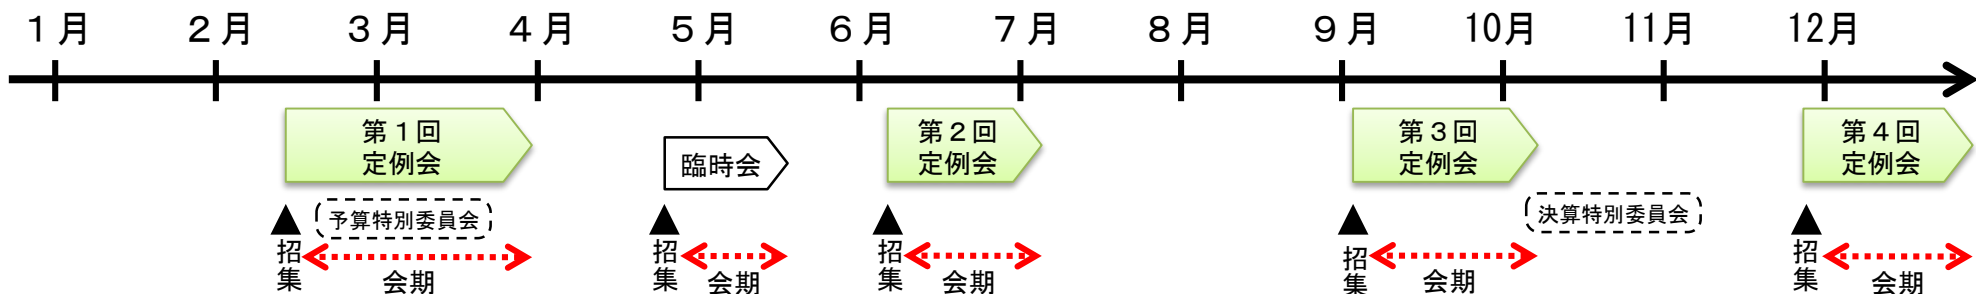 １月 ２月 ３月 ４月 ５月 ６月 ７月 ８月 ９月 10月 11月 12月
第１回
定例会
臨時会
第２回
定例会
第３回
定例会
第４回
定例会
▲
招集
予算特別委員会
会期
▲
招集
会期
▲
招集
会期
▲
招集
会期
決算特別委員会
▲
招集
会期